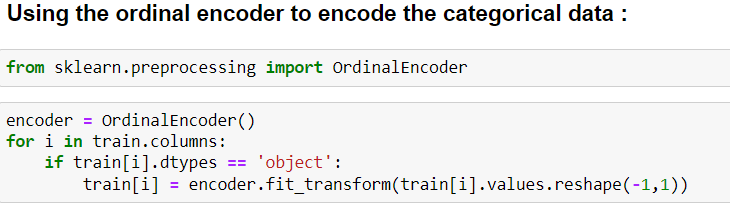 Using the ordinal encoder to encode the categorical data :
from sklearn.preprocessing import OrdinalEncoder
encoder = OrdinalEncoder()
for i in train.columns:
    if train[i].dtypes == 'object':
        train[i] = encoder.fit_transform(train[i].values.reshape(-1,1))